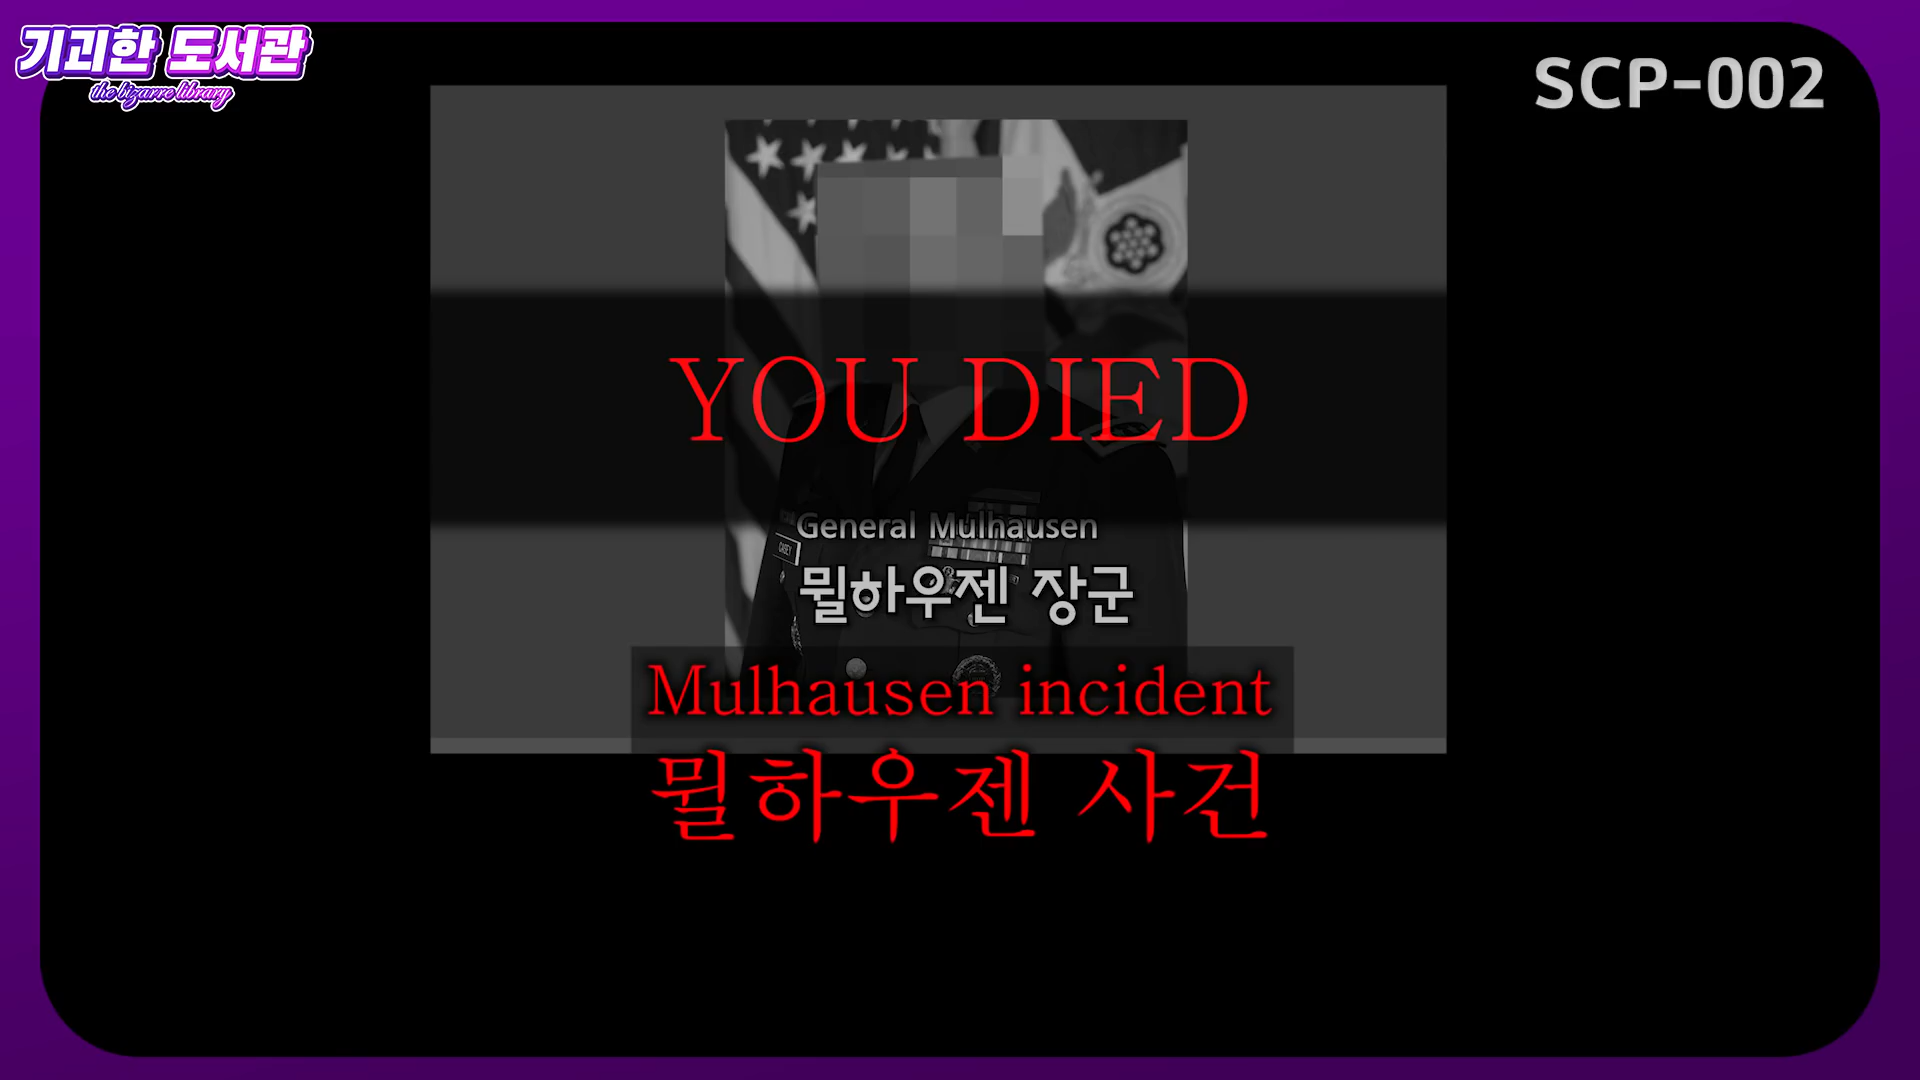 기괴한 도서관
the bizarre library
SCP-002
YOU DIED
CASEY
General Mulhausen
뮐하우젠 장군
Mulhausen incident
뮐하우젠 사건